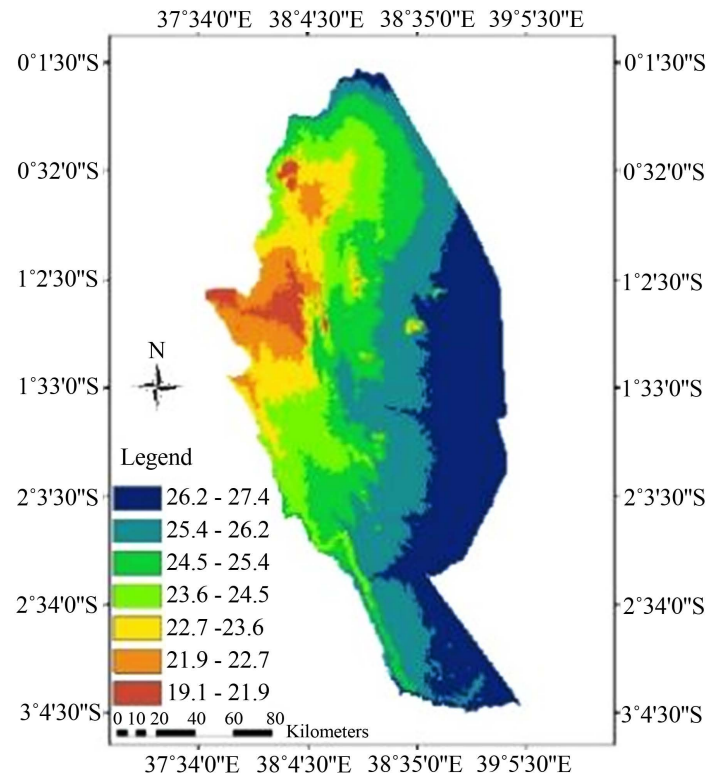 37°34'0"E 38°4'30"E 38°35'0"E 39°5'30"E
0°1'30"S 0°1'30"S
0°32'0"S 0°32'0"S
1°2'30"S 1°2'30"S
N
1°33'0"S 1°33'0"S
Legend
26.2 - 27.4
2°3'30"S 2°3'30"S
25.4 - 26.2
24.5 - 25.4
23.6 - 24.5
2°34'0"S 2°34'0"S
22.7 -23.6
21.9 - 22.7
19.1 - 21.9
3°4'30"S 3°4'30"S
0 10 20 40 60 80
Kilometers
37°34'0"E 38°4'30"E 38°35'0"E 39°5'30"E